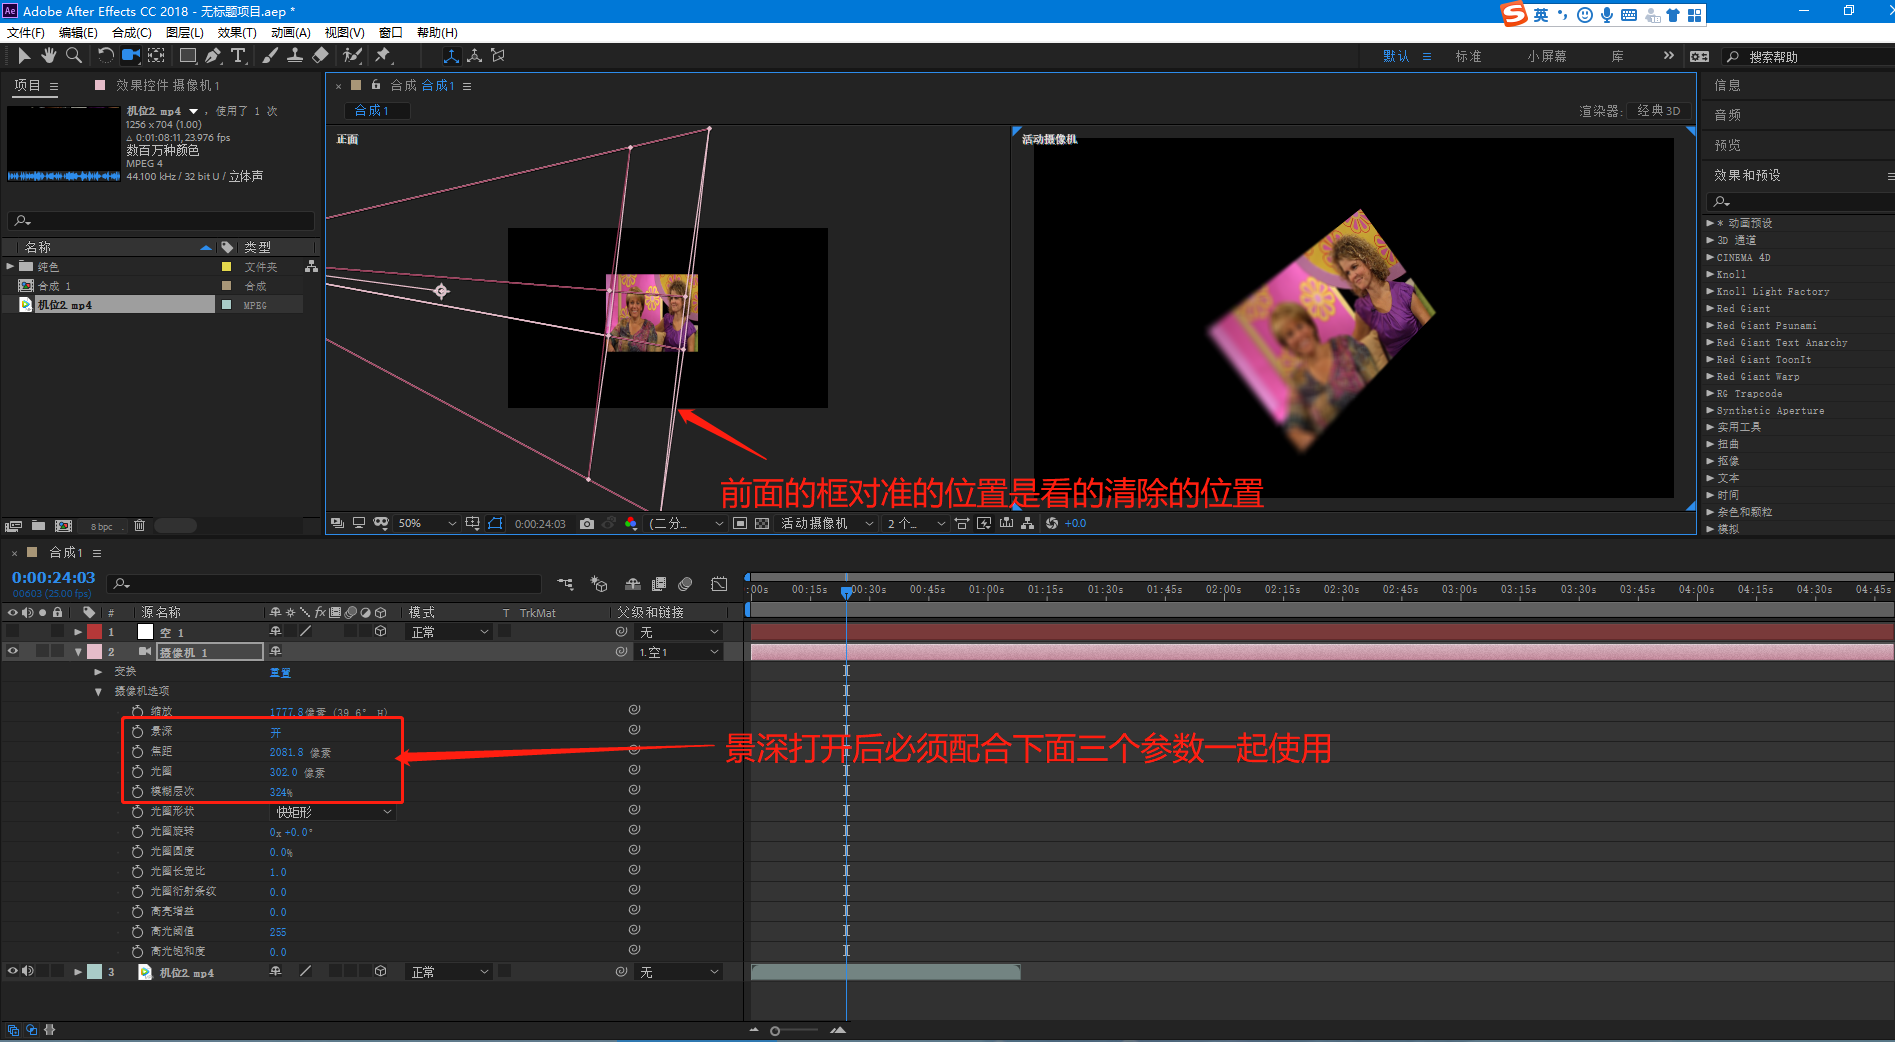 Ae Adobe After Effects CC 2018 - 无标题项目.aep *
英
文件(F) 编辑(E) 合成(C) 图层(L) 效果(T) 动画(A) 视图(V) 窗口 帮助(H)
默认 标准 小屏幕 库 搜索帮助
项目 效果控件 摄像机 1
机位2.mp4 ，使用了 1 次
1256 x 704 (1.00)
△ 0:01:08:11, 23.976 fps
数百万种颜色
MPEG 4
44.100 kHz / 32 bit U / 立体声
名称 类型
纯色 文件夹
合成 1 合成
机位2.mp4 MPEG
8 bpc
合成 合成1
合成1
渲染器: 经典 3D
正面
活动摄像机
前面的框对准的位置是看的清除的位置
50% 0:00:24:03 (二分... 活动摄像机 2 个... +0.0
信息
音频
预览
效果和预设
* 动画预设
3D 通道
CINEMA 4D
Knoll
Knoll Light Factory
Red Giant
Red Giant Psunami
Red Giant Text Anarchy
Red Giant ToonIt
Red Giant Warp
RG Trapcode
Synthetic Aperture
实用工具
扭曲
抠像
文本
时间
杂色和颗粒
模拟
合成1
0:00:24:03
00603 (25.00 fps)
:00s 00:15s 00:30s 00:45s 01:00s 01:15s 01:30s 01:45s 02:00s 02:15s 02:30s 02:45s 03:00s 03:15s 03:30s 03:45s 04:00s 04:15s 04:30s 04:45s
# 源名称 fx 模式 T TrkMat 父级和链接
1 空 1 正常 无
2 摄像机 1 1.空1
变换 重置
摄像机选项
缩放 1777.8像素 (39.6° H)
景深 开
焦距 2081.8 像素
光圈 302.0 像素
模糊层次 324%
景深打开后必须配合下面三个参数一起使用
光圈形状 快矩形
光圈旋转 0x+0.0°
光圈圆度 0.0%
光圈长宽比 1.0
光圈衍射条纹 0.0
高亮增益 0.0
高光阈值 255
高光饱和度 0.0
3 机位2.mp4 正常 无